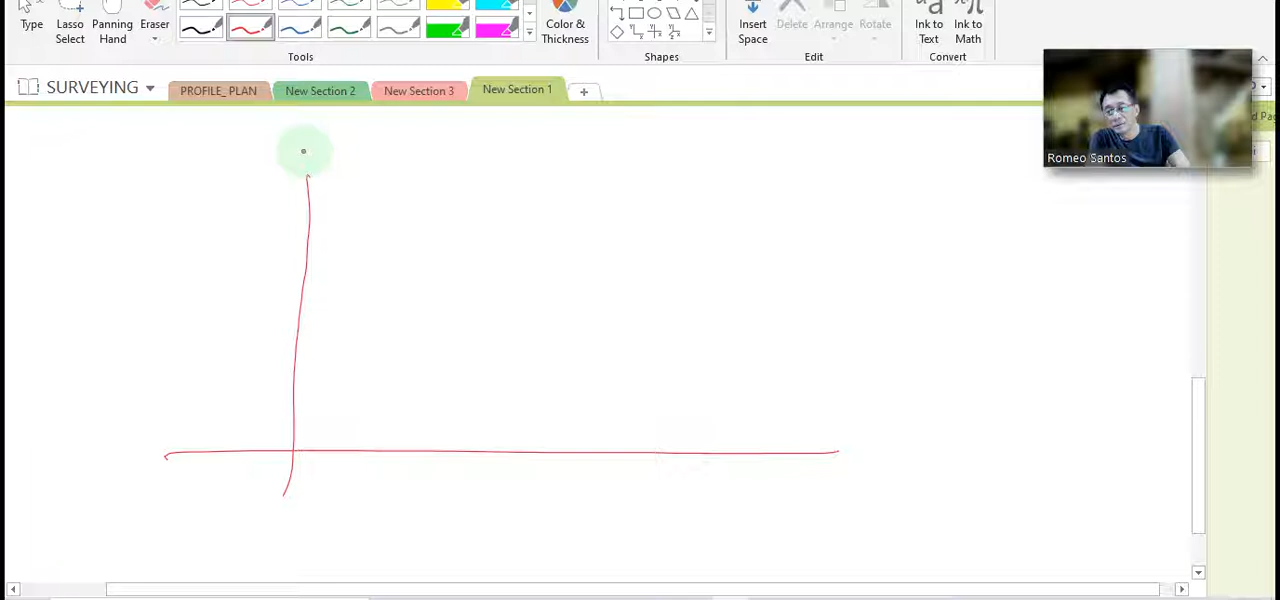 Type
Lasso Select
Panning Hand
Eraser
Color & Thickness
Insert Space
Delete
Arrange
Rotate
Ink to Text
Ink to Math
Tools
Shapes
Edit
Convert
SURVEYING
PROFILE_PLAN
New Section 2
New Section 3
New Section 1
Romeo Santos